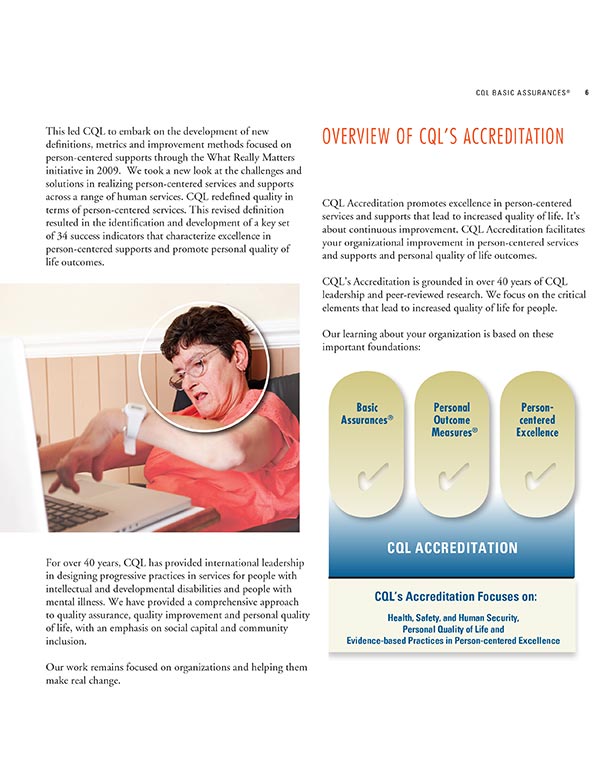 CQL BASIC ASSURANCES® 6
This led CQL to embark on the development of new
definitions, metrics and improvement methods focused on
person-centered supports through the What Really Matters
initiative in 2009. We took a new look at the challenges and
solutions in realizing person-centered services and supports
across a range of human services. CQL redefined quality in
terms of person-centered services. This revised definition
resulted in the identification and development of a key set
of 34 success indicators that characterize excellence in
person-centered supports and promote personal quality of
life outcomes.
For over 40 years, CQL has provided international leadership
in designing progressive practices in services for people with
intellectual and developmental disabilities and people with
mental illness. We have provided a comprehensive approach
to quality assurance, quality improvement and personal quality
of life, with an emphasis on social capital and community
inclusion.
Our work remains focused on organizations and helping them
make real change.
OVERVIEW OF CQL'S ACCREDITATION
CQL Accreditation promotes excellence in person-centered
services and supports that lead to increased quality of life. It's
about continuous improvement. CQL Accreditation facilitates
your organizational improvement in person-centered services
and supports and personal quality of life outcomes.
CQL's Accreditation is grounded in over 40 years of CQL
leadership and peer-reviewed research. We focus on the critical
elements that lead to increased quality of life for people.
Our learning about your organization is based on these
important foundations:
Basic
Assurances®
Personal
Outcome
Measures®
Person-
centered
Excellence
CQL ACCREDITATION
CQL's Accreditation Focuses on:
Health, Safety, and Human Security,
Personal Quality of Life and
Evidence-based Practices in Person-centered Excellence